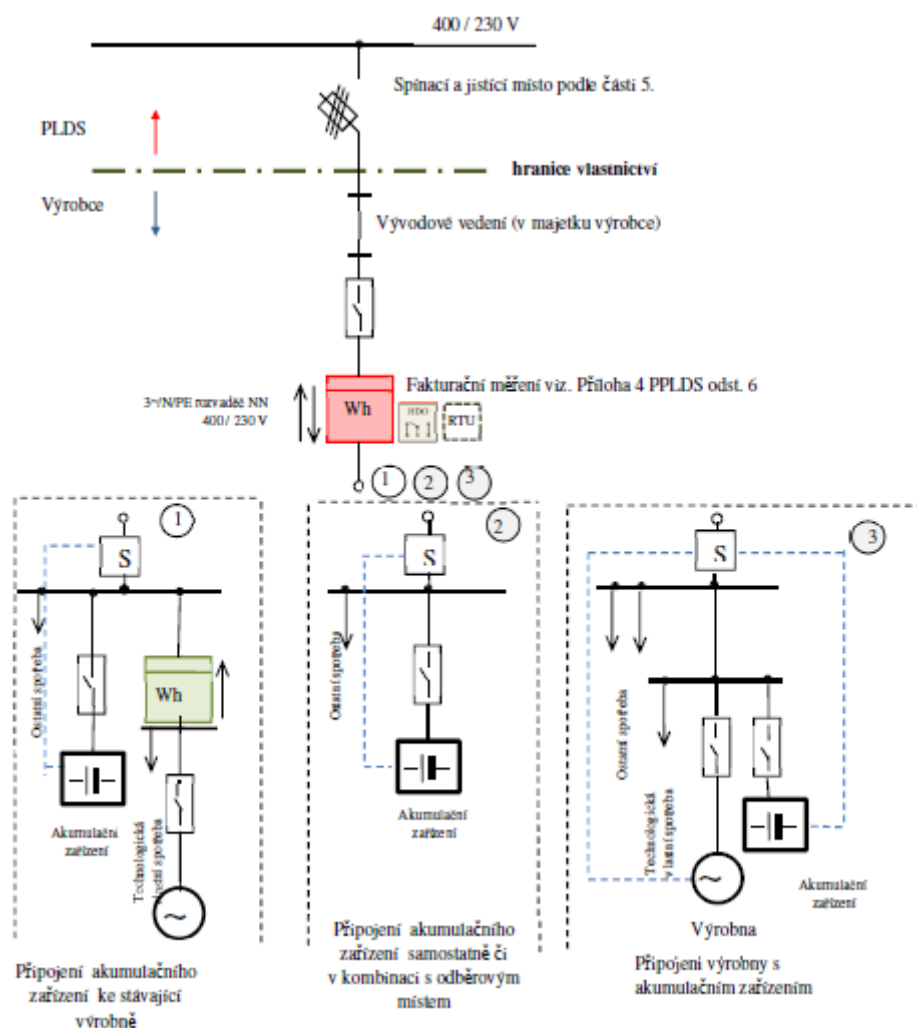 400 / 230 V
Spínací a jistící místo podle části 5.
PLDS
hranice vlastnictví
Výrobce
Vývodové vedení (v majetku výrobce)
Fakturační měření viz. Příloha 4 PPLDS odst. 6
3~/N/PE rozvaděč NN
400 / 230 V
Wh
HDO
RTU
1
2
3
1
S
Ostatní spotřeba
Wh
Akumulační
zařízení
Technologická
vlastní spotřeba
~
Připojení akumulačního
zařízení ke stávající
výrobně
2
S
Ostatní spotřeba
Akumulační
zařízení
Připojení akumulačního
zařízení samostatně či
v kombinaci s odběrovým
místem
3
S
Ostatní spotřeba
Technologická
vlastní spotřeba
~
Akumulační
zařízení
Výrobna
Připojení výrobny s
akumulačním zařízením